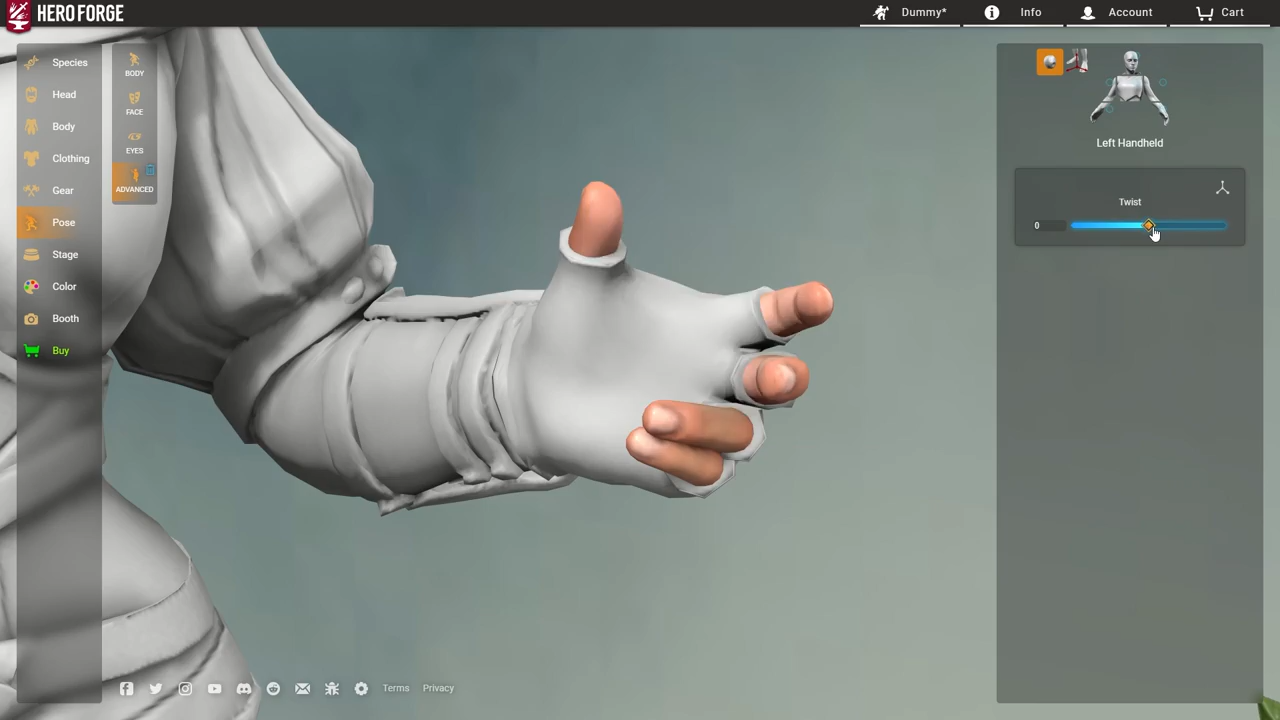 HERO FORGE
Dummy*
Info
Account
Cart
Species
Head
Body
Clothing
Gear
Pose
Stage
Color
Booth
Buy
BODY
FACE
EYES
ADVANCED
Left Handheld
Twist
0
Terms
Privacy